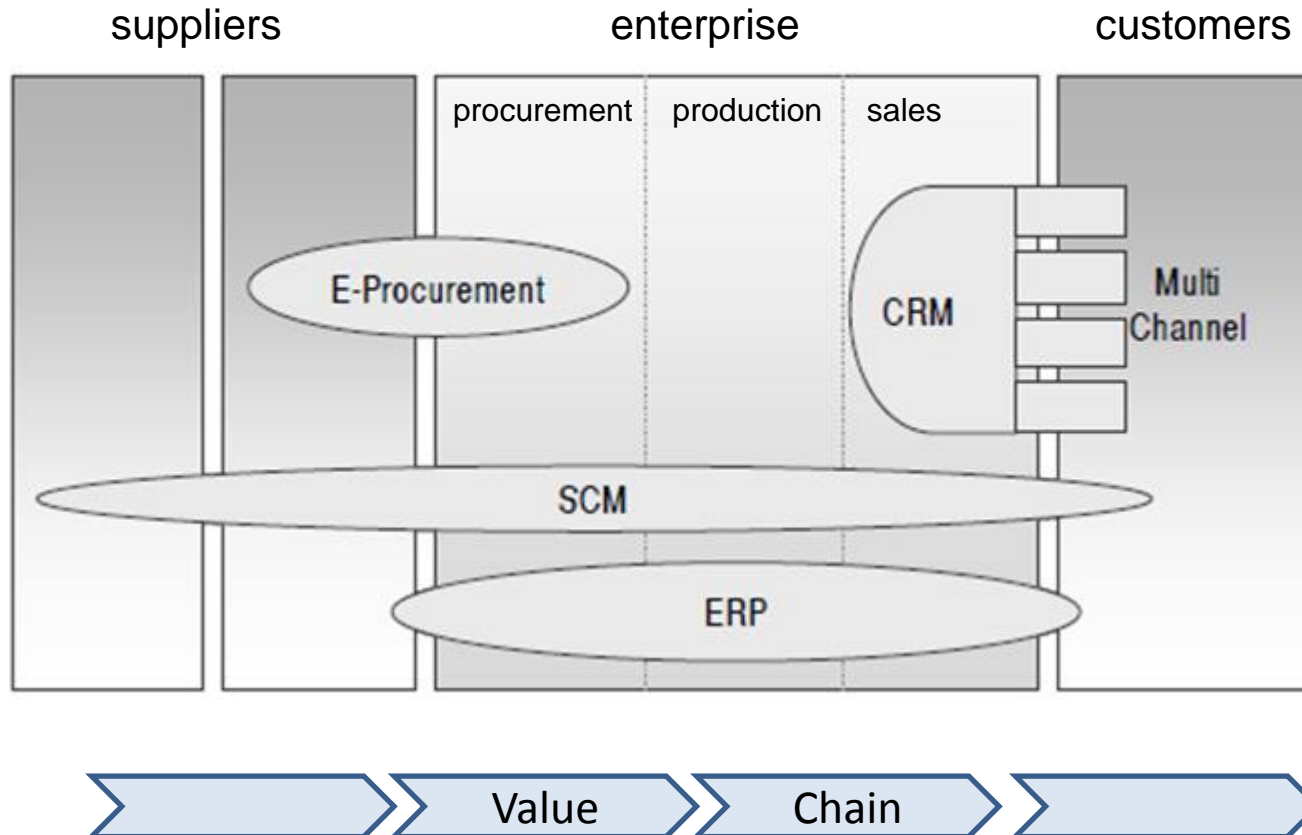 suppliers
enterprise
customers
procurement
production
sales
E-Procurement
CRM
Multi
Channel
SCM
ERP
Value
Chain